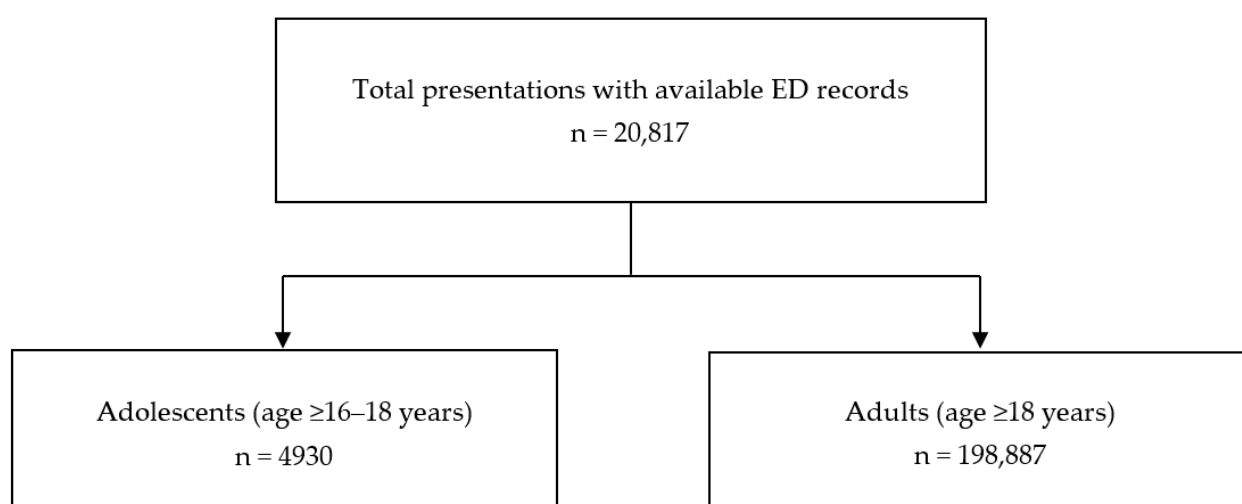 Total presentations with available ED records
n = 20,817
Adolescents (age ≥16–18 years)
n = 4930
Adults (age ≥18 years)
n = 198,887